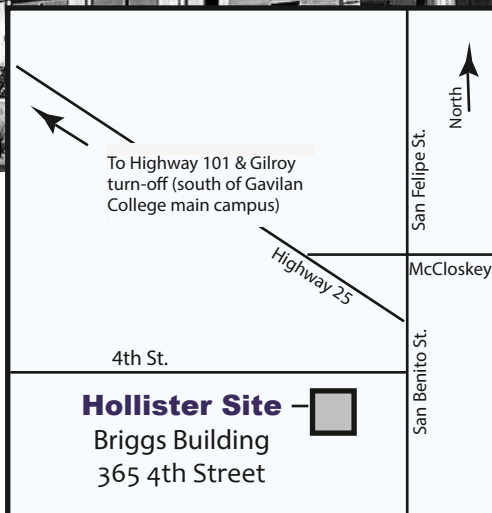 North
San Felipe St.
To Highway 101 & Gilroy
turn-off (south of Gavilan
College main campus)
Highway 25
McCloskey
San Benito St.
4th St.
Hollister Site
Briggs Building
365 4th Street